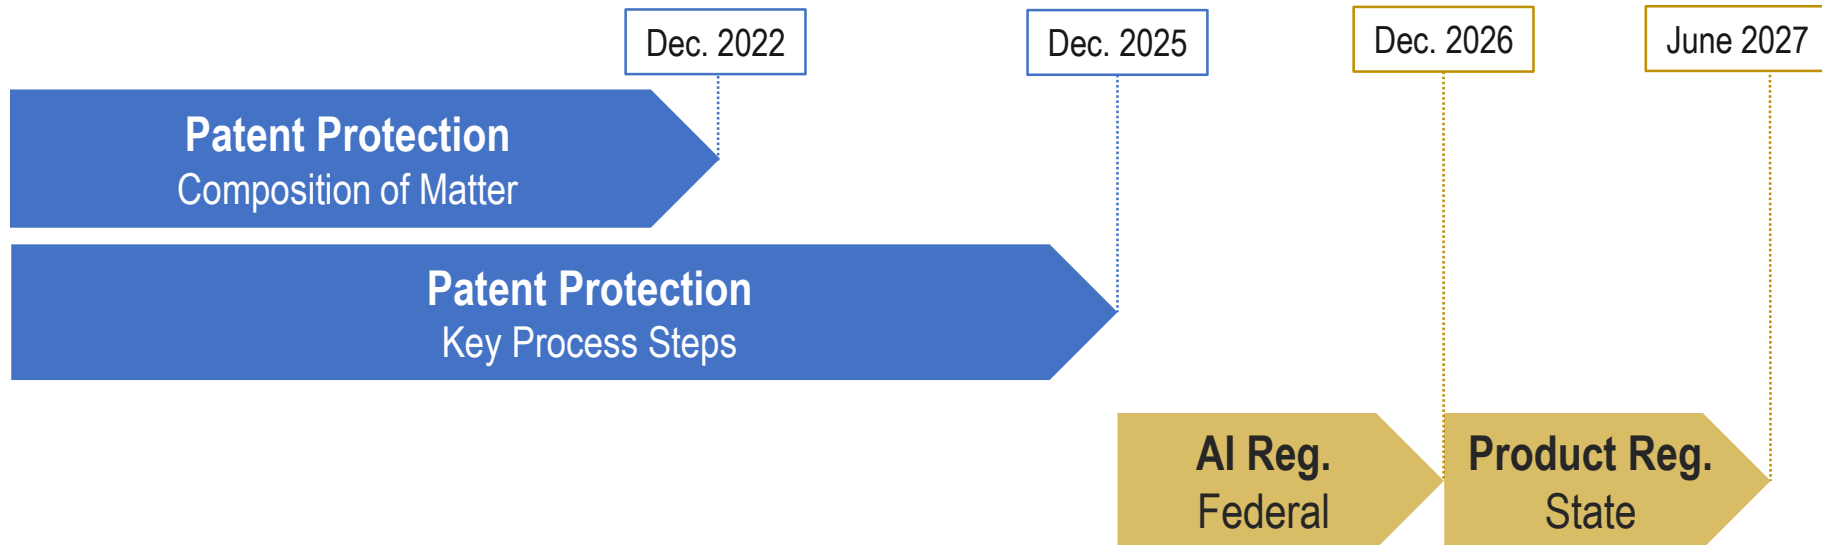 Dec. 2022
Dec. 2025
Dec. 2026
June 2027
Patent Protection
Composition of Matter
Patent Protection
Key Process Steps
AI Reg.
Federal
Product Reg.
State